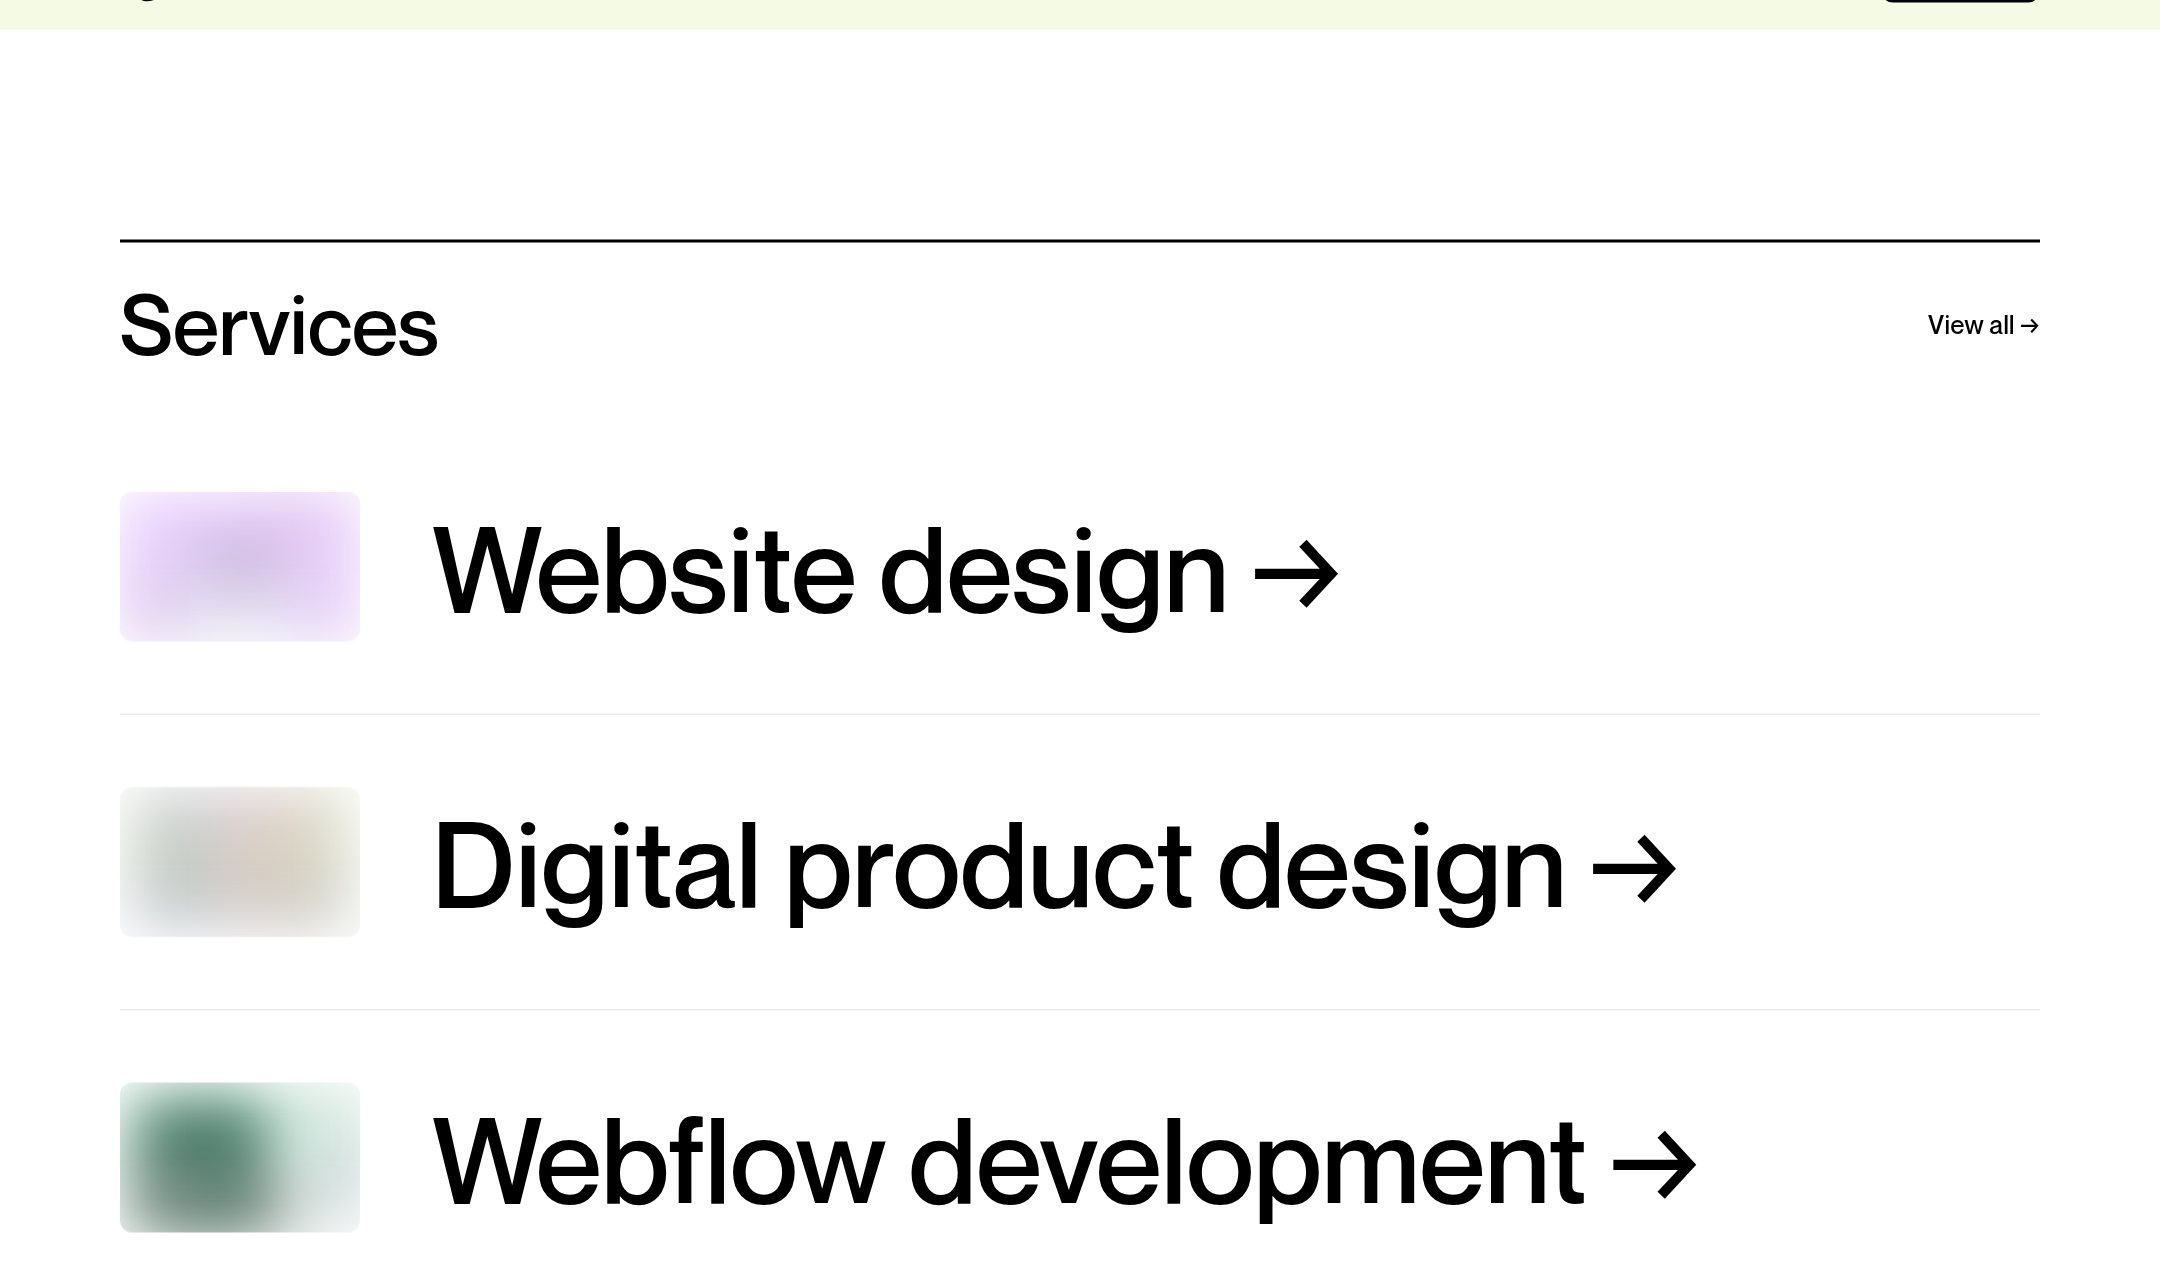 Services
View all →
Website design →
Digital product design →
Webflow development →